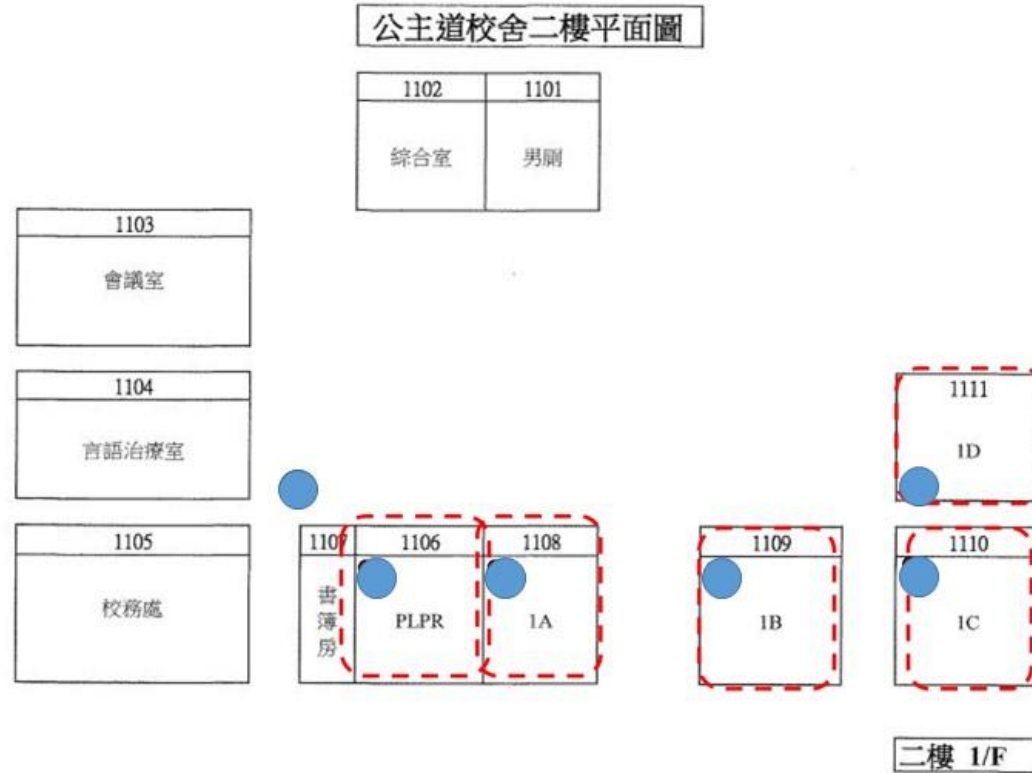 公主道校舍二樓平面圖
1102
1101
綜合室
男廁
1103
會議室
1104
言語治療室
1111
1D
1105
校務處
1107
書
簿
房
1106
PLPR
1108
1A
1109
1B
1110
1C
二樓 1/F